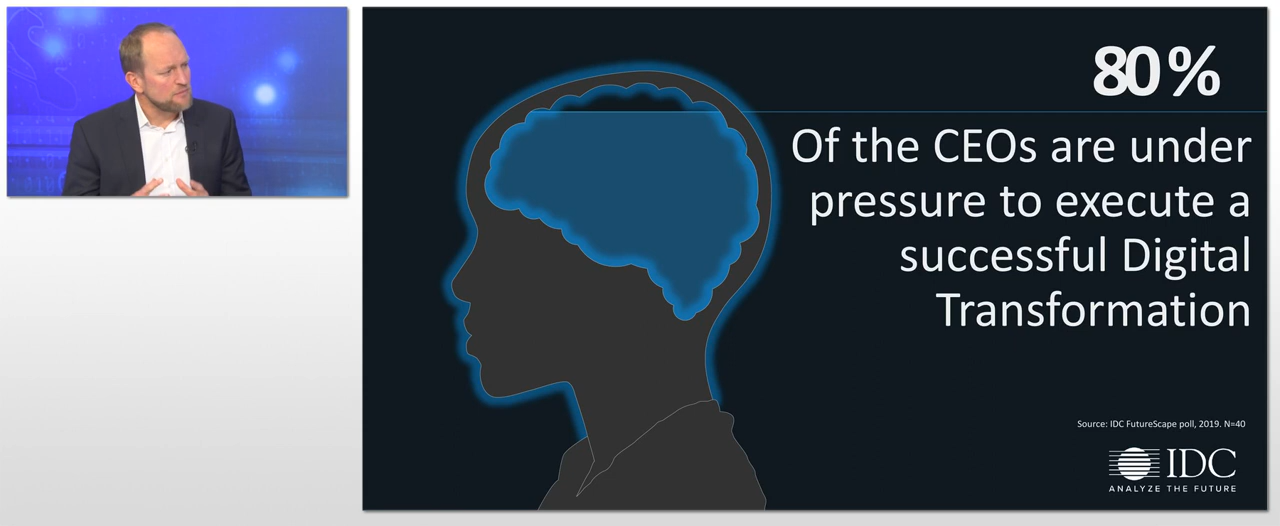 80%
Of the CEOs are under
pressure to execute a
successful Digital
Transformation
Source: IDC FutureScape poll, 2019. N=40
IDC
ANALYZE THE FUTURE